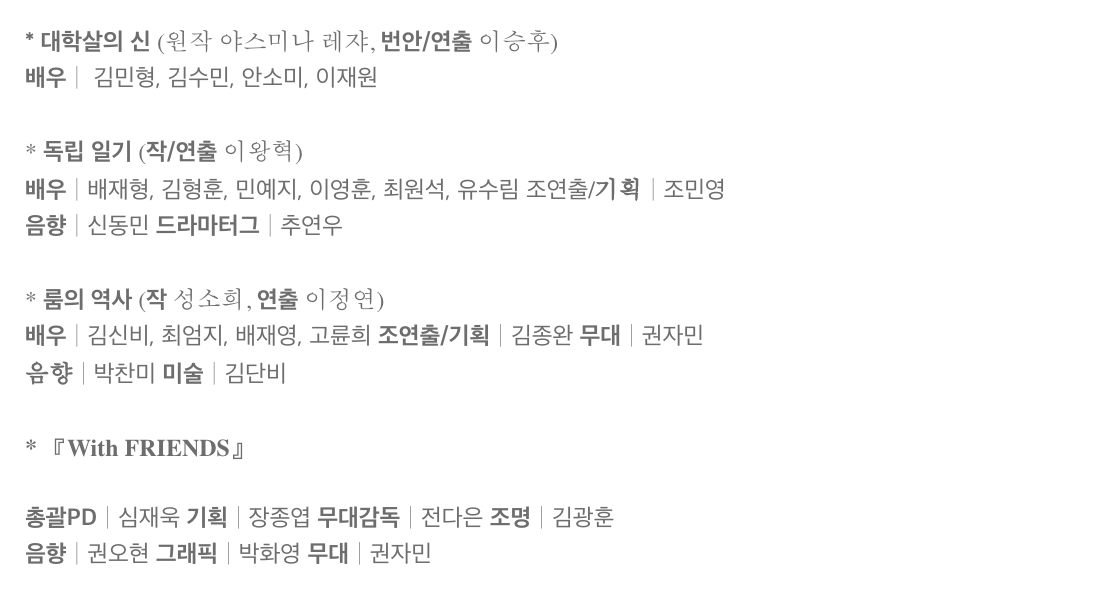 * 대학살의 신 (원작 야스미나 레쟈, 번안/연출 이승후)
배우│ 김민형, 김수민, 안소미, 이재원
* 독립 일기 (작/연출 이왕혁)
배우│배재형, 김형훈, 민예지, 이영훈, 최원석, 유수림 조연출/기획│조민영
음향│신동민 드라마터그│추연우
* 룸의 역사 (작 성소희, 연출 이정연)
배우│김신비, 최엄지, 배재영, 고륜희 조연출/기획│김종완 무대│권자민
음향│박찬미 미술│김단비
* 『With FRIENDS』
총괄PD│심재욱 기획│장종엽 무대감독│전다은 조명│김광훈
음향│권오현 그래픽│박화영 무대│권자민